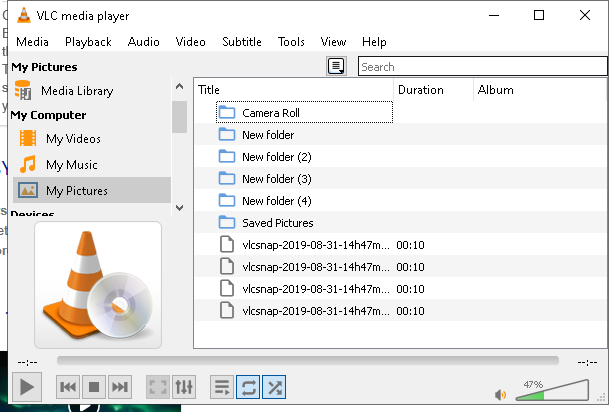 VLC media player
Media Playback Audio Video Subtitle Tools View Help
My Pictures
Search
Media Library
My Computer
My Videos
My Music
My Pictures
Devices
Title Duration Album
Camera Roll
New folder
New folder (2)
New folder (3)
New folder (4)
Saved Pictures
vlcsnap-2019-08-31-14h47m... 00:10
vlcsnap-2019-08-31-14h47m... 00:10
vlcsnap-2019-08-31-14h47m... 00:10
vlcsnap-2019-08-31-14h47m... 00:10
--:-- --:--
47%